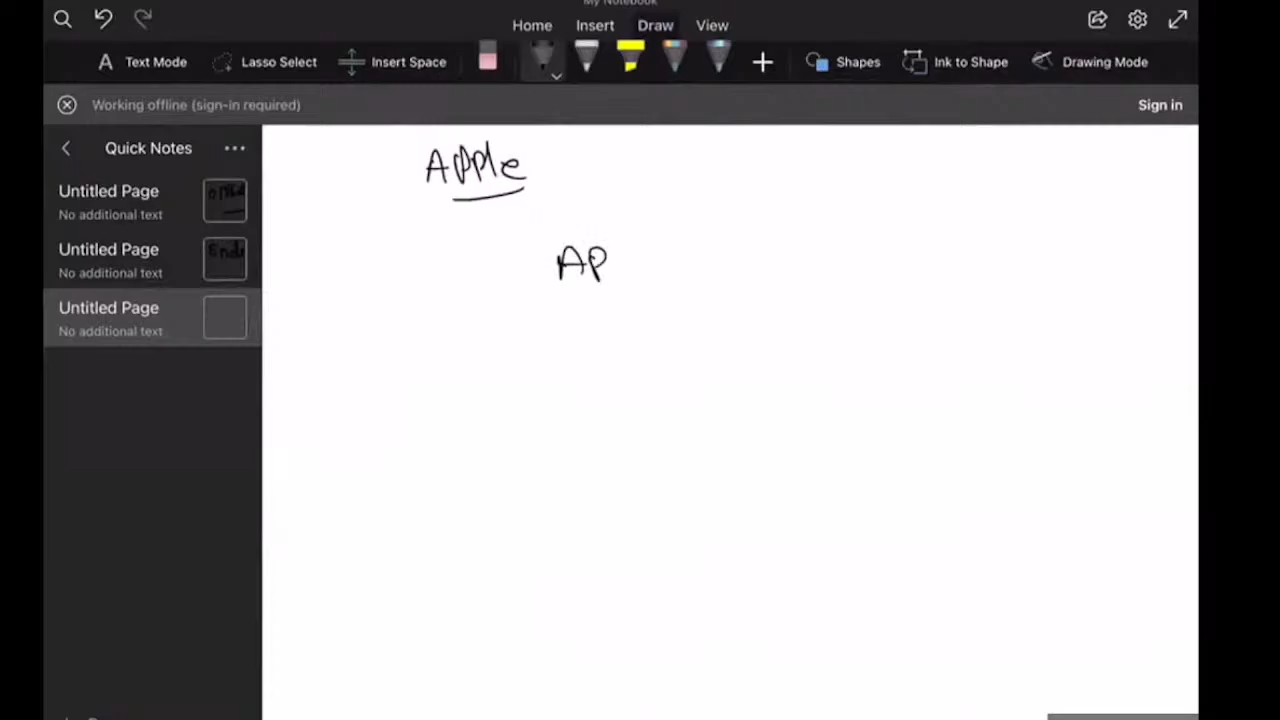 My Notebook
Home Insert Draw View
Text Mode Lasso Select Insert Space Shapes Ink to Shape Drawing Mode
Working offline (sign-in required) Sign in
Quick Notes
Untitled Page
No additional text
Untitled Page
No additional text
Untitled Page
No additional text
Apple
AP